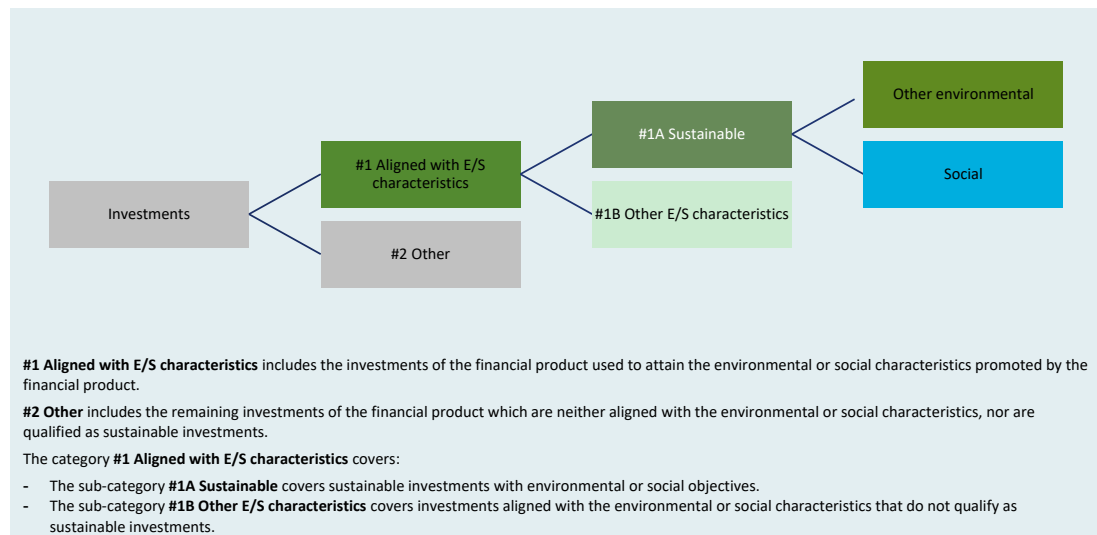 Other environmental
#1A Sustainable
#1 Aligned with E/S
characteristics
Social
Investments
#1B Other E/S characteristics
#2 Other
#1 Aligned with E/S characteristics includes the investments of the financial product used to attain the environmental or social characteristics promoted by the
financial product.
#2 Other includes the remaining investments of the financial product which are neither aligned with the environmental or social characteristics, nor are
qualified as sustainable investments.
The category #1 Aligned with E/S characteristics covers:
- The sub-category #1A Sustainable covers sustainable investments with environmental or social objectives.
- The sub-category #1B Other E/S characteristics covers investments aligned with the environmental or social characteristics that do not qualify as
sustainable investments.